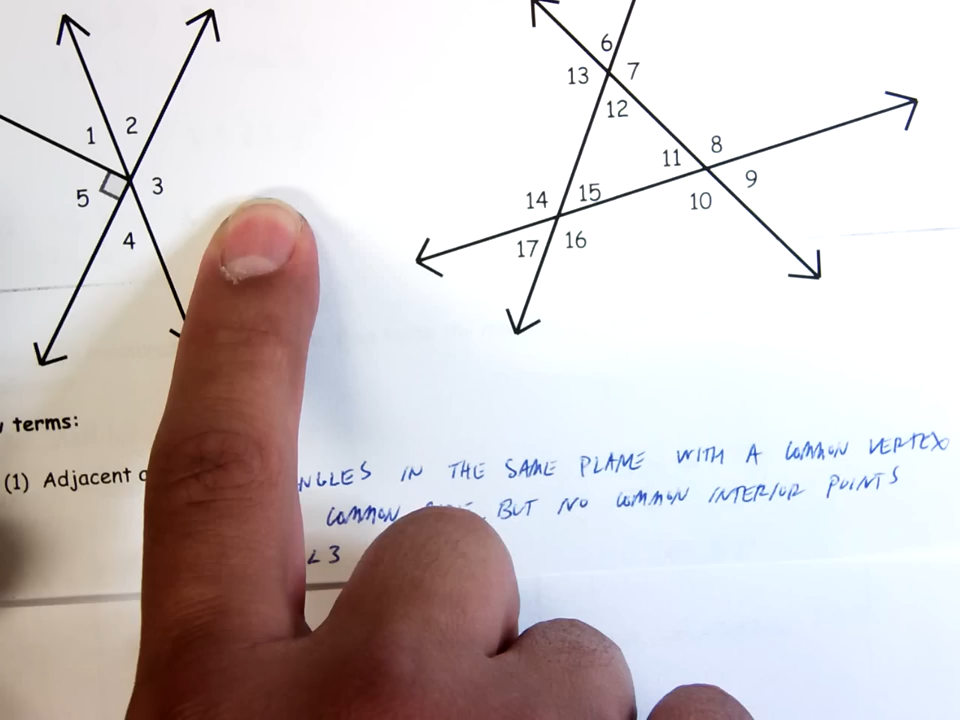 1 2 3 4 5
6 7 8 9 10 11 12 13 14 15 16 17
terms:
(1) Adjacent
IN THE SAME PLANE WITH A COMMON VERTEX
COMMON BUT NO COMMON INTERIOR POINTS
<3